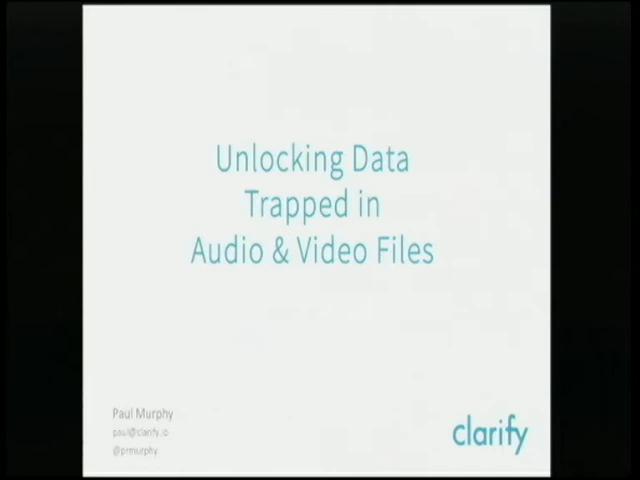 Unlocking Data
Trapped in
Audio & Video Files
Paul Murphy
paul@clarify.io
@prmurphy
clarify